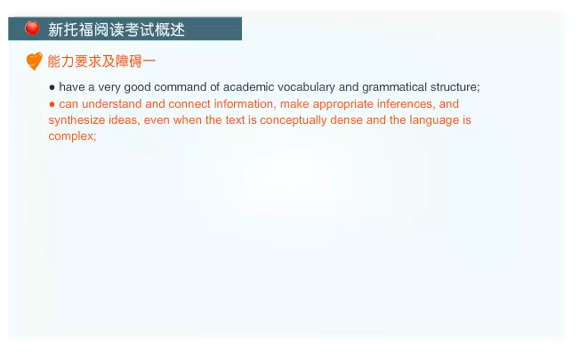 新托福阅读考试概述
能力要求及障碍一
● have a very good command of academic vocabulary and grammatical structure;
● can understand and connect information, make appropriate inferences, and
synthesize ideas, even when the text is conceptually dense and the language is
complex;